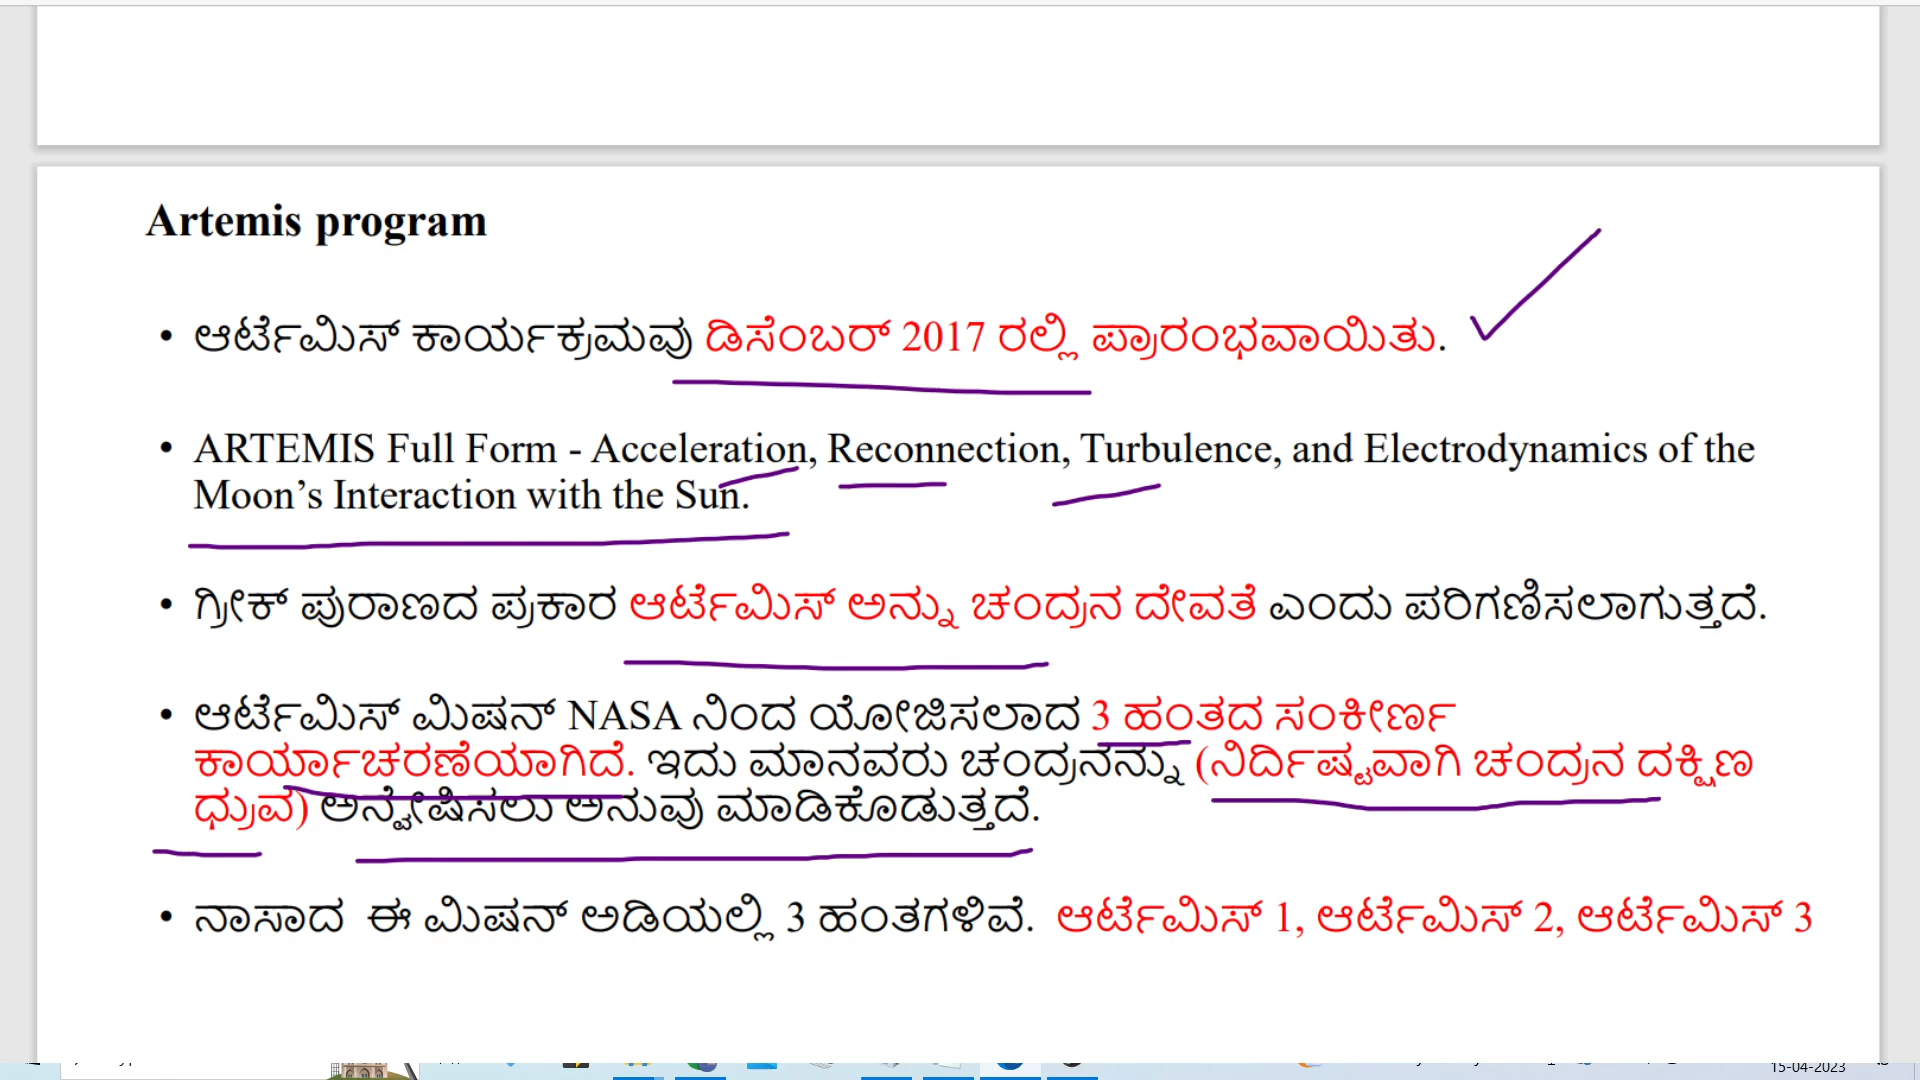 Artemis program
• ಆರ್ಟೆಮಿಸ್ ಕಾರ್ಯಕ್ರಮವು ಡಿಸೆಂಬರ್ 2017 ರಲ್ಲಿ ಪ್ರಾರಂಭವಾಯಿತು.
• ARTEMIS Full Form - Acceleration, Reconnection, Turbulence, and Electrodynamics of the
Moon’s Interaction with the Sun.
• ಗ್ರೀಕ್ ಪುರಾಣದ ಪ್ರಕಾರ ಆರ್ಟೆಮಿಸ್ ಅನ್ನು ಚಂದ್ರನ ದೇವತೆ ಎಂದು ಪರಿಗಣಿಸಲಾಗುತ್ತದೆ.
• ಆರ್ಟೆಮಿಸ್ ಮಿಷನ್ NASA ನಿಂದ ಯೋಜಿಸಲಾದ 3 ಹಂತದ ಸಂಕೀರ್ಣ
ಕಾರ್ಯಾಚರಣೆಯಾಗಿದೆ. ಇದು ಮಾನವರು ಚಂದ್ರನನ್ನು (ನಿರ್ದಿಷ್ಟವಾಗಿ ಚಂದ್ರನ ದಕ್ಷಿಣ
ಧ್ರುವ) ಅನ್ವೇಷಿಸಲು ಅನುವು ಮಾಡಿಕೊಡುತ್ತದೆ.
• ನಾಸಾದ ಈ ಮಿಷನ್ ಅಡಿಯಲ್ಲಿ 3 ಹಂತಗಳಿವೆ. ಆರ್ಟೆಮಿಸ್ 1, ಆರ್ಟೆಮಿಸ್ 2, ಆರ್ಟೆಮಿಸ್ 3
15-04-2023